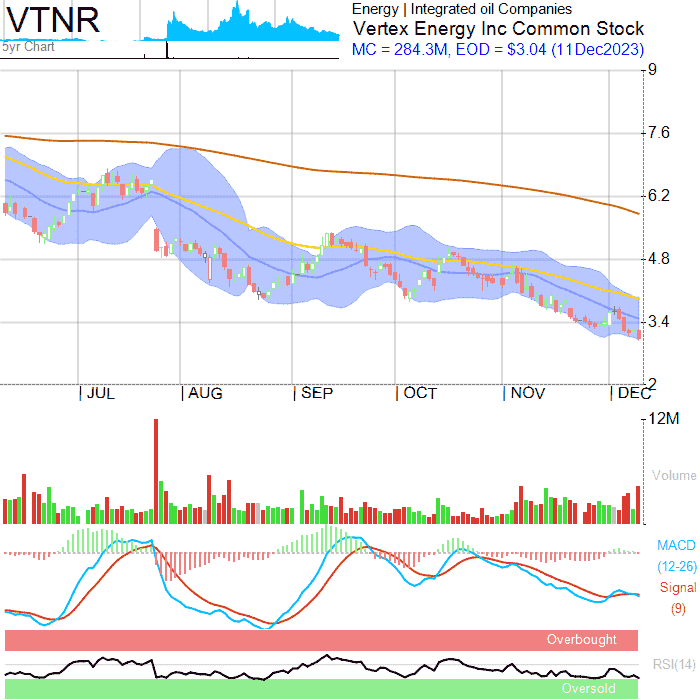 VTNR
5yr Chart
Energy | Integrated oil Companies
Vertex Energy Inc Common Stock
MC = 284.3M, EOD = $3.04 (11Dec2023)
9
7.6
6.2
4.8
3.4
2
JUL AUG SEP OCT NOV DEC
12M
Volume
MACD
(12-26)
Signal
(9)
Overbought
RSI(14)
Oversold